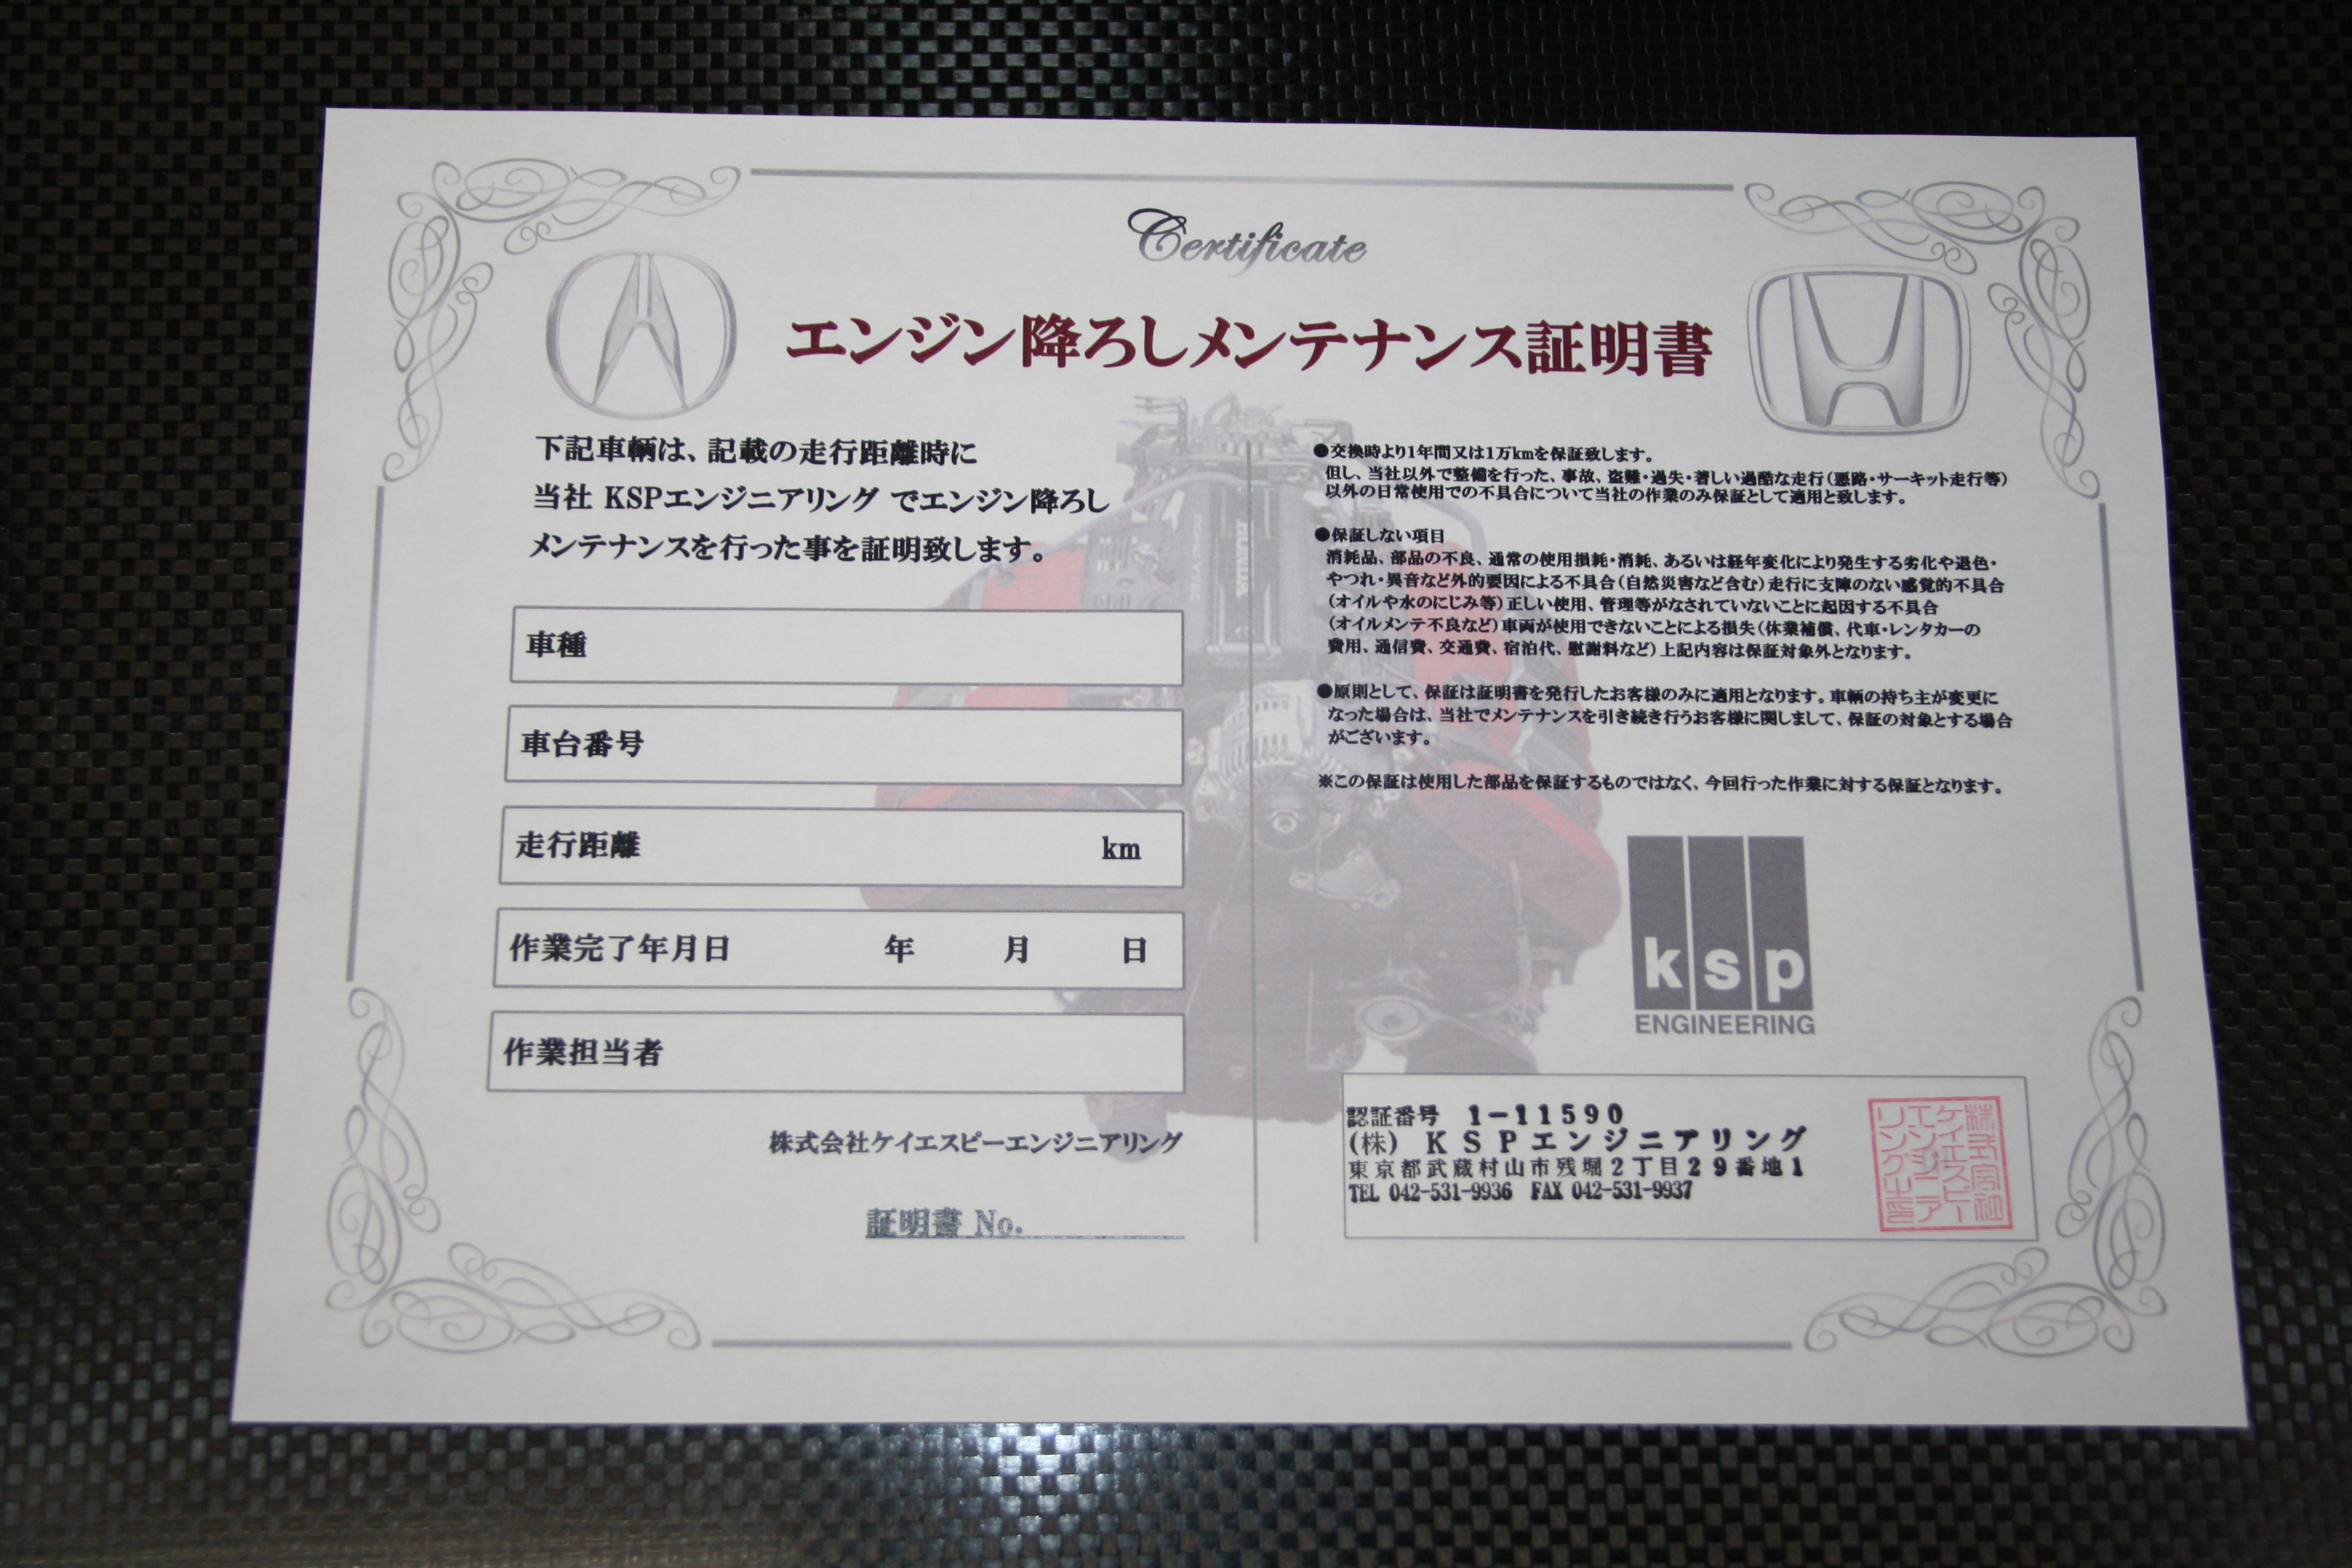 Certificate
エンジン降ろしメンテナンス証明書
下記車輌は、記載の走行距離時に
当社 KSPエンジニアリング でエンジン降ろし
メンテナンスを行った事を証明致します。
車種
車台番号
走行距離 km
作業完了年月日 年 月 日
作業担当者
株式会社ケイエスピーエンジニアリング
証明書 No.
●交換時より1年間又は1万kmを保証致します。
但し、当社以外で整備を行った、事故、盗難・過失・著しい過酷な走行（悪路・サーキット走行等）
以外の日常使用での不具合について当社の作業のみ保証として適用と致します。
●保証しない項目
消耗品、部品の不良、通常の使用損耗・消耗、あるいは経年変化により発生する劣化や退色・
やつれ・異音など外的要因による不具合（自然災害など含む）走行に支障のない感覚的不具合
（オイルや水のにじみ等）正しい使用、管理等がなされていないことに起因する不具合
（オイルメンテ不良など）車両が使用できないことによる損失（休業補償、代車・レンタカーの
費用、通信費、交通費、宿泊代、慰謝料など）上記内容は保証対象外となります。
●原則として、保証は証明書を発行したお客様のみに適用となります。車輌の持ち主が変更に
なった場合は、当社でメンテナンスを引き続き行うお客様に関しまして、保証の対象とする場合
がございます。
※この保証は使用した部品を保証するものではなく、今回行った作業に対する保証となります。
ksp
ENGINEERING
認証番号 1-11590
(株) KSPエンジニアリング
東京都武蔵村山市残堀2丁目29番地1
TEL 042-531-9936 FAX 042-531-9937
株式会社
ケイエスピー
エンジニア
リング